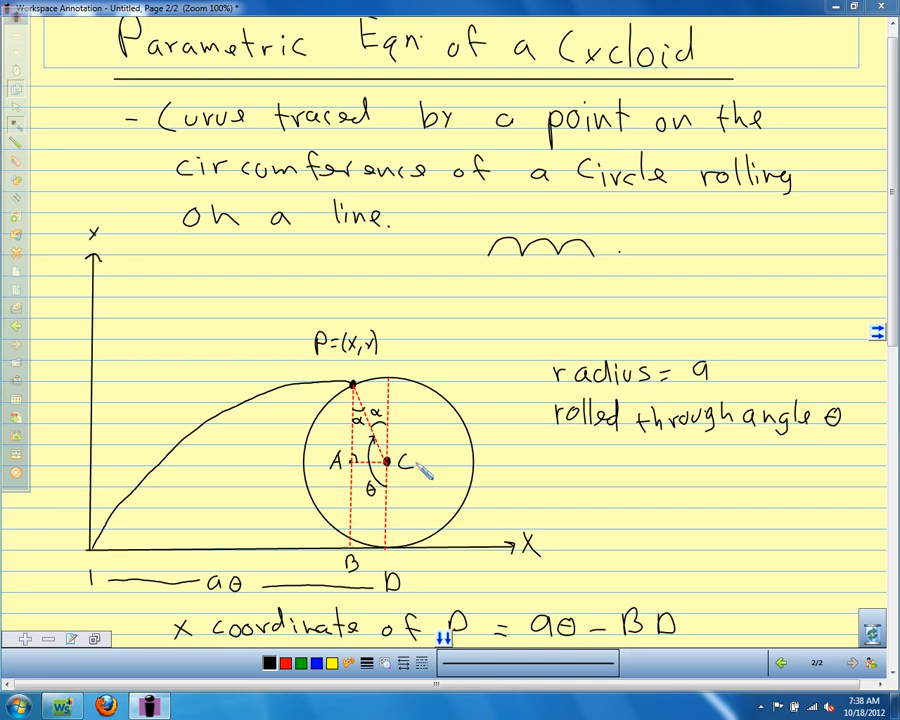 Workspace Annotation - Untitled, Page 2/2 (Zoom 100%) *
Parametric Eqn. of a Cycloid
- Curve traced by a point on the
circumference of a circle rolling
on a line.
Y
P=(x,y)
radius = a
rolled through angle θ
α α
A C
θ
X
B
aθ D
x coordinate of P = aθ - BD
2/2
7:38 AM
10/18/2012